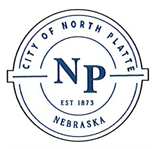 CITY OF NORTH PLATTE
NP
EST 1873
NEBRASKA